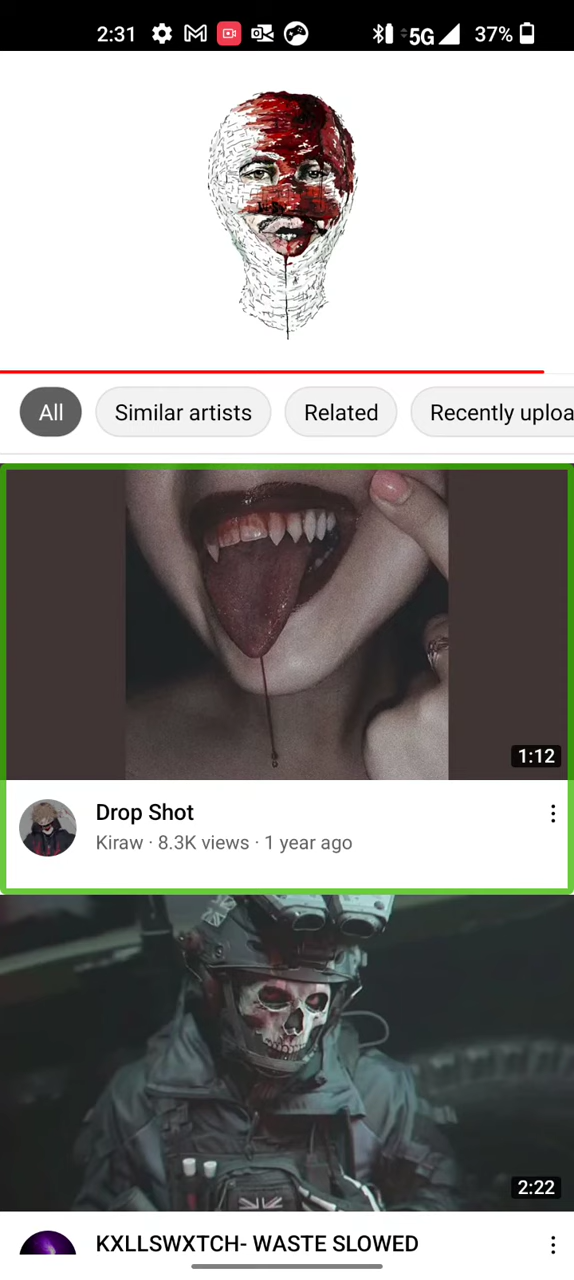 2:31
5G
37%
All
Similar artists
Related
Recently uploa
1:12
Drop Shot
Kiraw · 8.3K views · 1 year ago
2:22
KXLLSWXTCH- WASTE SLOWED